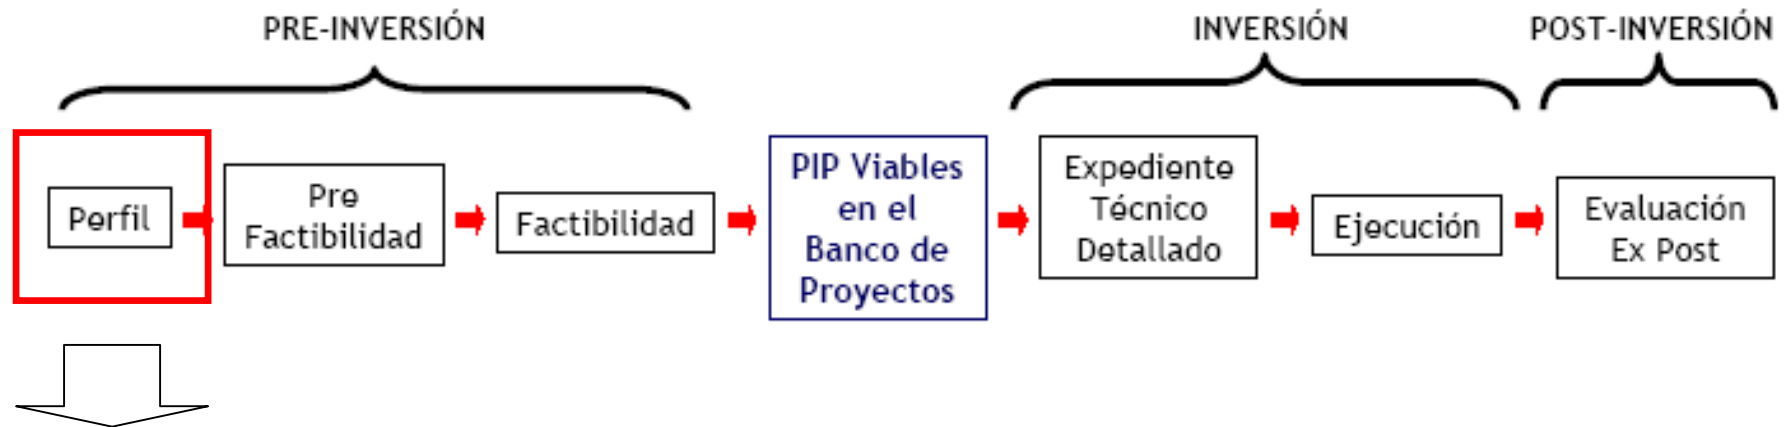 PRE-INVERSIÓN
INVERSIÓN
POST-INVERSIÓN
Perfil
Pre
Factibilidad
Factibilidad
PIP Viables
en el
Banco de
Proyectos
Expediente
Técnico
Detallado
Ejecución
Evaluación
Ex Post